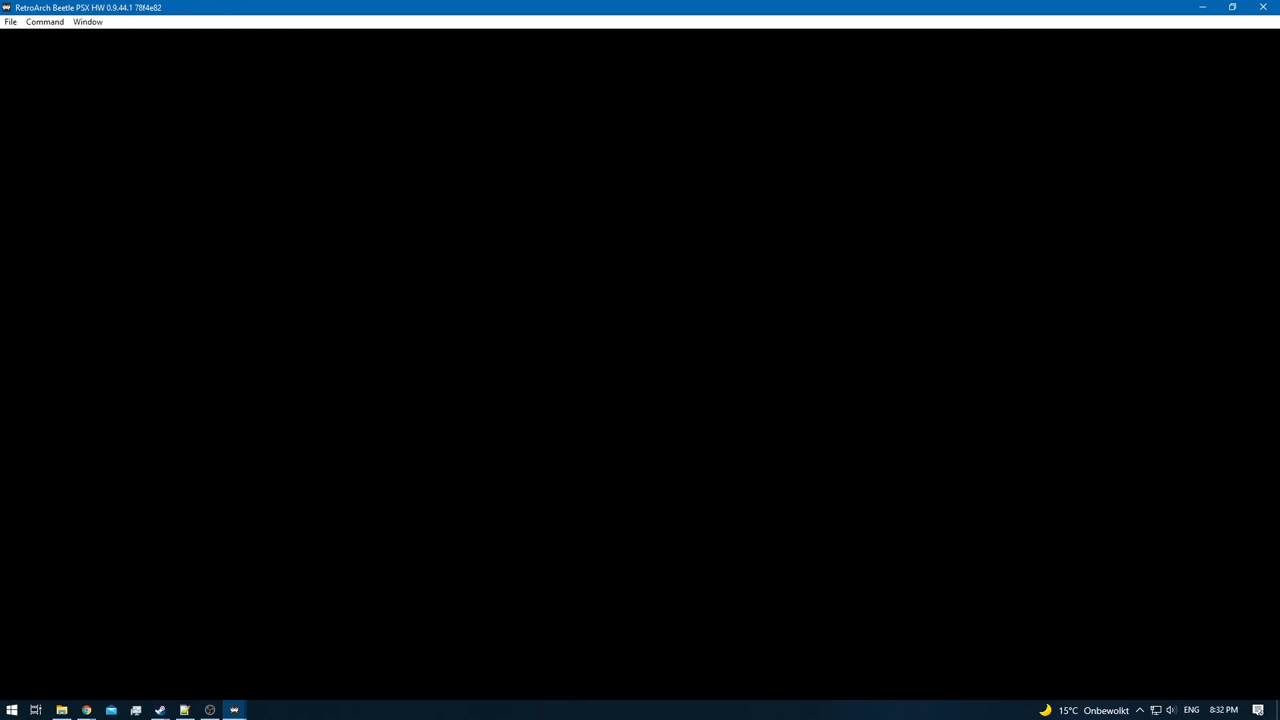 RetroArch Beetle PSX HW 0.9.44.1 78f4e82
File Command Window
15°C Onbewolkt ENG 8:32 PM